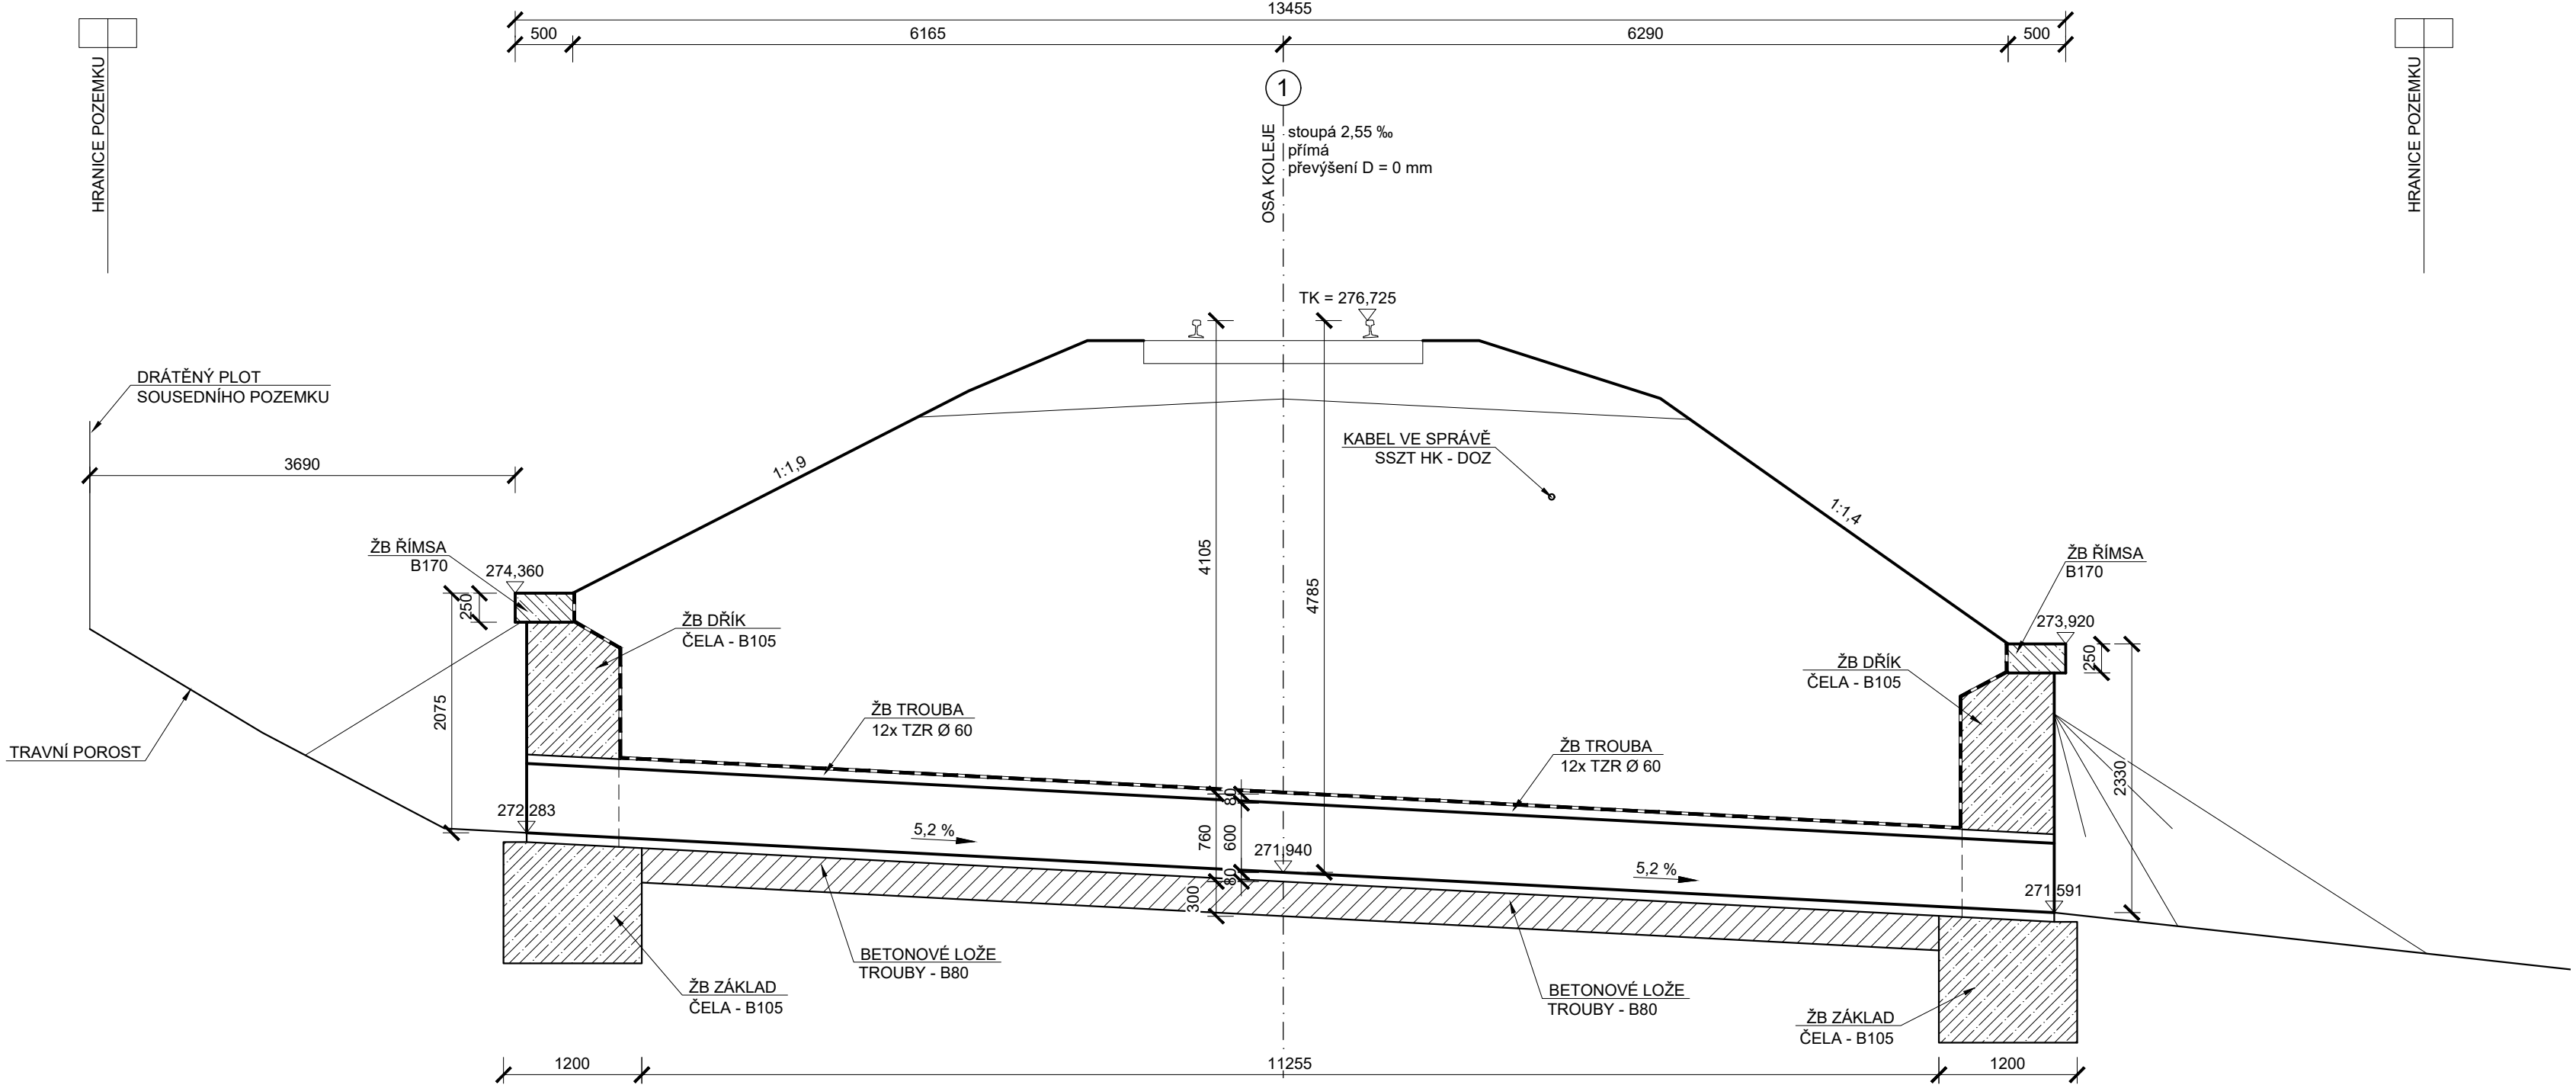 13455
500
6165
6290
500
HRANICE POZEMKU
HRANICE POZEMKU
1
OSA KOLEJE
stoupá 2,55 ‰
přímá
převýšení D = 0 mm
TK = 276,725
DRÁTĚNÝ PLOT
SOUSEDNÍHO POZEMKU
3690
1:1,9
KABEL VE SPRÁVĚ
SSZT HK - DOZ
1:1,4
4105
4785
ŽB ŘÍMSA
B170
274,360
250
ŽB DŘÍK
ČELA - B105
ŽB ŘÍMSA
B170
273,920
250
ŽB DŘÍK
ČELA - B105
2075
2330
TRAVNÍ POROST
ŽB TROUBA
12x TZR Ø 60
ŽB TROUBA
12x TZR Ø 60
272,283
5,2 %
80
760
600
80
300
271,940
5,2 %
271,591
BETONOVÉ LOŽE
TROUBY - B80
ŽB ZÁKLAD
ČELA - B105
BETONOVÉ LOŽE
TROUBY - B80
ŽB ZÁKLAD
ČELA - B105
1200
11255
1200